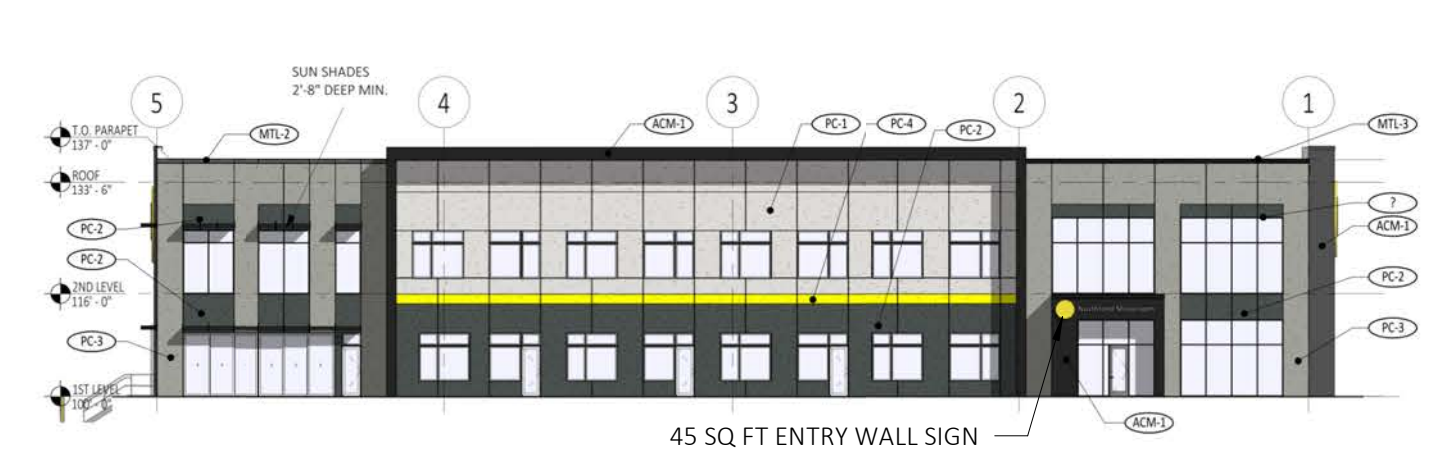 SUN SHADES
2'-8" DEEP MIN.
5
4
3
2
1
T.O. PARAPET
137' - 0"
MTL-2
ACM-1
PC-1
PC-4
PC-2
MTL-3
ROOF
133' - 6"
PC-2
?
ACM-1
PC-2
2ND LEVEL
116' - 0"
PC-2
PC-3
PC-3
1ST LEVEL
100' - 0"
ACM-1
45 SQ FT ENTRY WALL SIGN